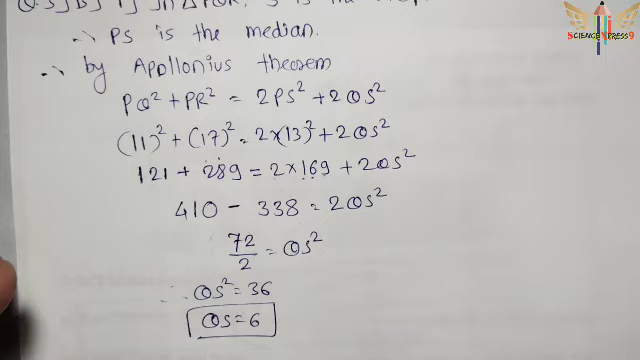 SCIENCE XPRESS 9
∴ PS is the median.
∴ by Apollonius theorem
PQ² + PR² = 2PS² + 2QS²
(11)² + (17)² = 2×(13)² + 2QS²
121 + 289 = 2×169 + 2QS²
410 - 338 = 2QS²
72/2 = QS²
∴ QS² = 36
QS = 6